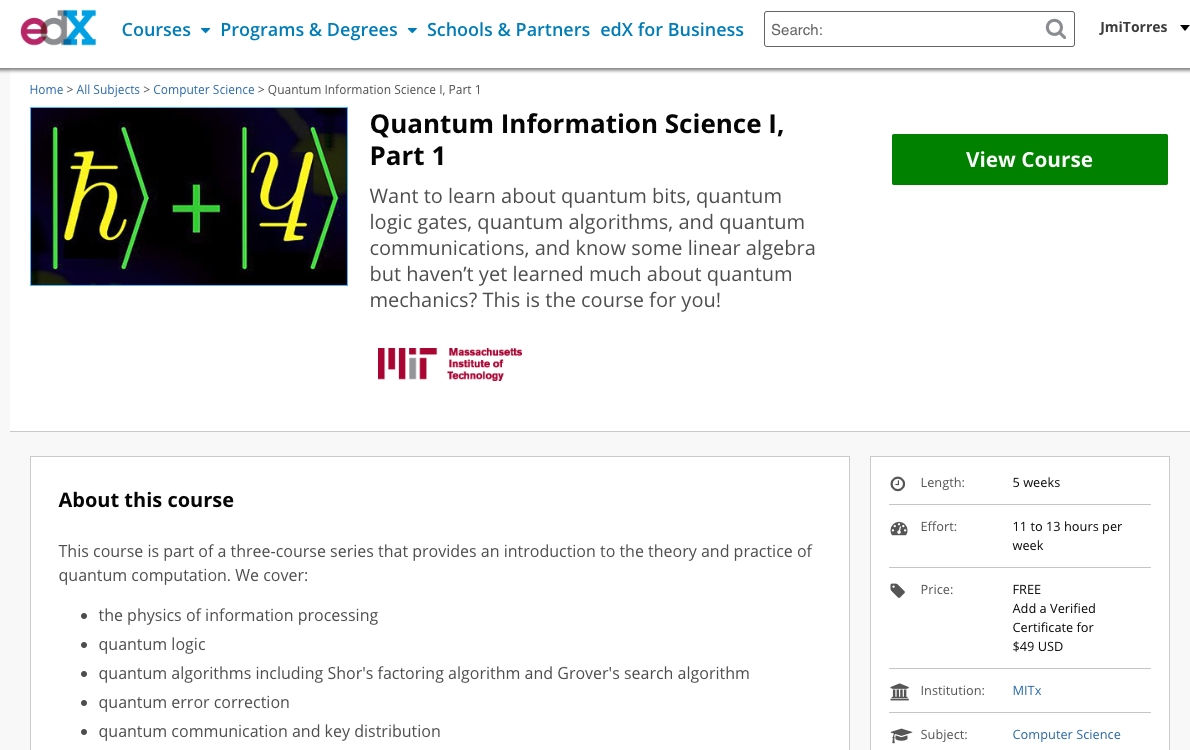 edX
Courses
Programs & Degrees
Schools & Partners
edX for Business
Search:
JmiTorres
Home > All Subjects > Computer Science > Quantum Information Science I, Part 1
Quantum Information Science I,
Part 1
View Course
Want to learn about quantum bits, quantum
logic gates, quantum algorithms, and quantum
communications, and know some linear algebra
but haven’t yet learned much about quantum
mechanics? This is the course for you!
MIT
Massachusetts
Institute of
Technology
About this course
This course is part of a three-course series that provides an introduction to the theory and practice of
quantum computation. We cover:
• the physics of information processing
• quantum logic
• quantum algorithms including Shor's factoring algorithm and Grover's search algorithm
• quantum error correction
• quantum communication and key distribution
Length: 5 weeks
Effort: 11 to 13 hours per
week
Price: FREE
Add a Verified
Certificate for
$49 USD
Institution: MITx
Subject: Computer Science